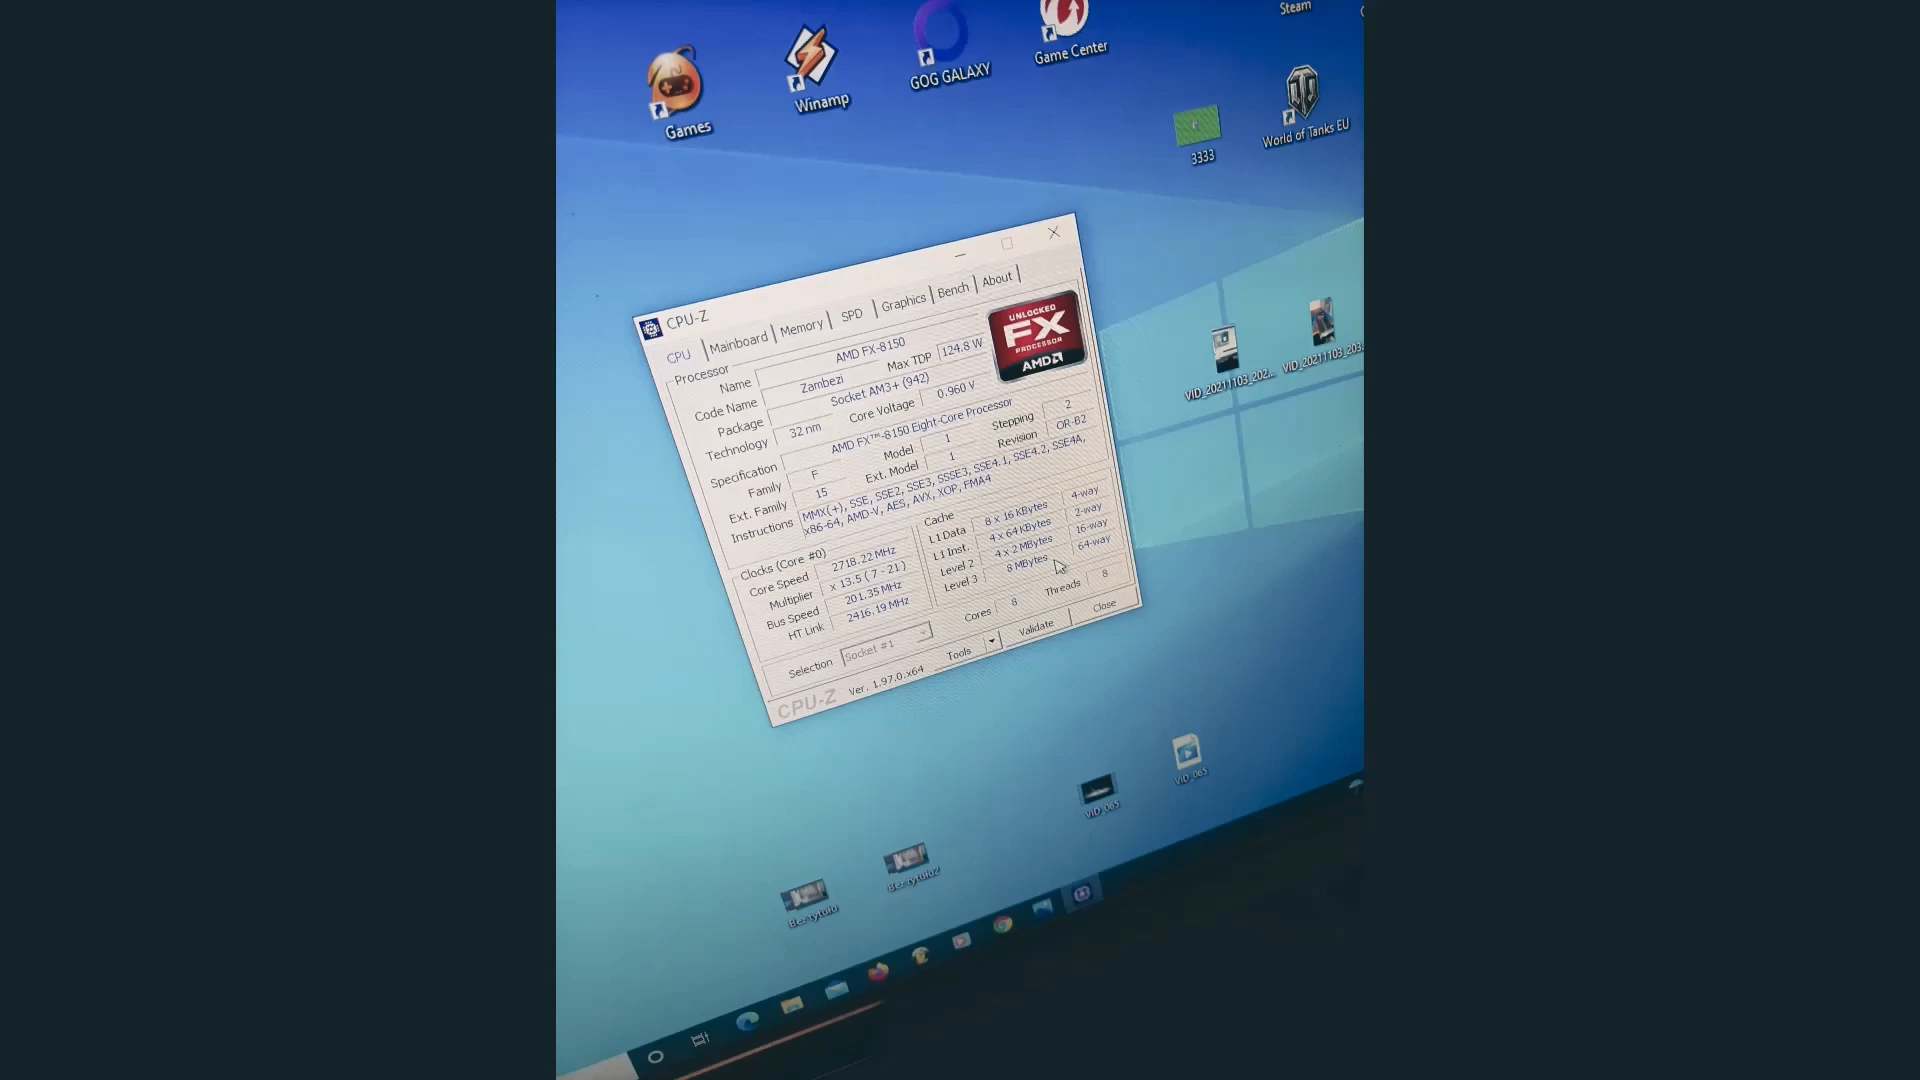 Steam
Games
Winamp
GOG GALAXY
Game Center
3333
World of Tanks EU
CPU-Z
CPU Mainboard Memory SPD Graphics Bench About
Processor
Name AMD FX-8150
Code Name Zambezi Max TDP 124.8 W
Package Socket AM3+ (942)
Technology 32 nm Core Voltage 0.960 V
UNLOCKED
FX
PROCESSOR
AMD
Specification AMD FX™-8150 Eight-Core Processor
Family F Model 1 Stepping 2
Ext. Family 15 Ext. Model 1 Revision OR-B2
Instructions MMX(+), SSE, SSE2, SSE3, SSSE3, SSE4.1, SSE4.2, SSE4A,
x86-64, AMD-V, AES, AVX, XOP, FMA4
Clocks (Core #0)
Core Speed 2718.22 MHz
Multiplier x 13.5 ( 7 - 21 )
Bus Speed 201.35 MHz
HT Link 2416.19 MHz
Cache
L1 Data 8 x 16 KBytes 4-way
L1 Inst. 4 x 64 KBytes 2-way
Level 2 4 x 2 MBytes 16-way
Level 3 8 MBytes 64-way
Selection Socket #1 Cores 8 Threads 8
CPU-Z Ver. 1.97.0.x64 Tools Validate Close
VID_20211103_202...
VID_20211103_203...
VID_065
VID_065
Bez tytułu
Bez tytułu2